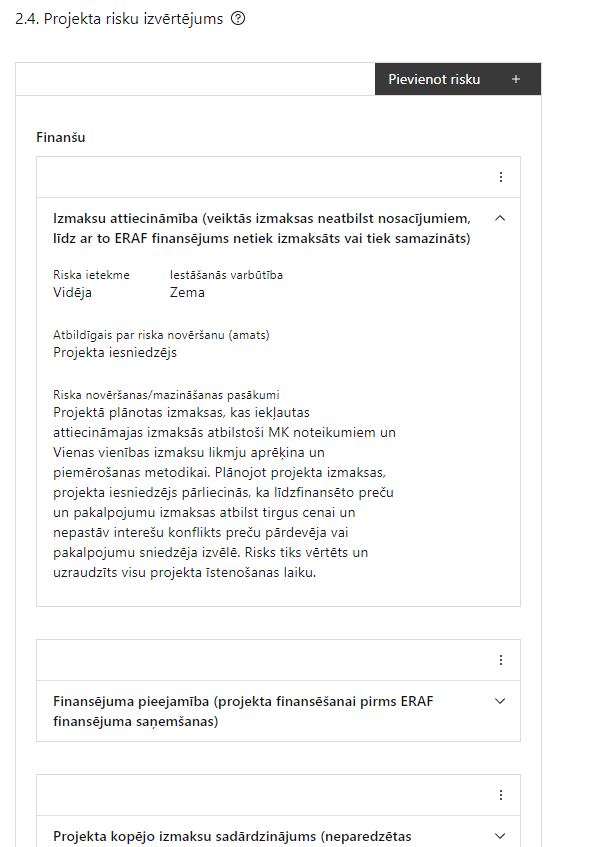 2.4. Projekta risku izvērtējums
Pievienot risku +
Finanšu
Izmaksu attiecināmība (veiktās izmaksas neatbilst nosacījumiem,
līdz ar to ERAF finansējums netiek izmaksāts vai tiek samazināts)
Riska ietekme Iestāšanās varbūtība
Vidēja Zema
Atbildīgais par riska novēršanu (amats)
Projekta iesniedzējs
Riska novēršanas/mazināšanas pasākumi
Projektā plānotas izmaksas, kas iekļautas
attiecināmajas izmaksās atbilstoši MK noteikumiem un
Vienas vienības izmaksu likmju aprēķina un
piemērošanas metodikai. Plānojot projekta izmaksas,
projekta iesniedzējs pārliecinās, ka līdzfinansēto preču
un pakalpojumu izmaksas atbilst tirgus cenai un
nepastāv interešu konflikts preču pārdevēja vai
pakalpojumu sniedzēja izvēlē. Risks tiks vērtēts un
uzraudzīts visu projekta īstenošanas laiku.
Finansējuma pieejamība (projekta finansēšanai pirms ERAF
finansējuma saņemšanas)
Projekta kopējo izmaksu sadārdzinājums (neparedzētas